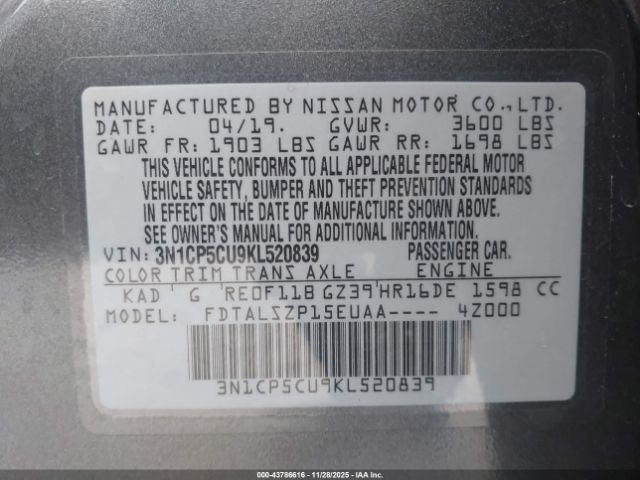 MANUFACTURED BY NISSAN MOTOR CO.,LTD.
DATE: 04/19. GVWR: 3600 LBS
GAWR FR: 1903 LBS GAWR RR: 1698 LBS
THIS VEHICLE CONFORMS TO ALL APPLICABLE FEDERAL MOTOR
VEHICLE SAFETY, BUMPER AND THEFT PREVENTION STANDARDS
IN EFFECT ON THE DATE OF MANUFACTURE SHOWN ABOVE.
SEE OWNER'S MANUAL FOR ADDITIONAL INFORMATION
VIN: 3N1CP5CU9KL520839 PASSENGER CAR.
COLOR TRIM TRANS AXLE ENGINE
KAD G RE0F11B GZ39 HR16DE 1598 CC
MODEL: FDTALSZP15EUAA---- 4Z000
3N1CP5CU9KL520839
000-43786616 - 11/28/2025 - IAA Inc.